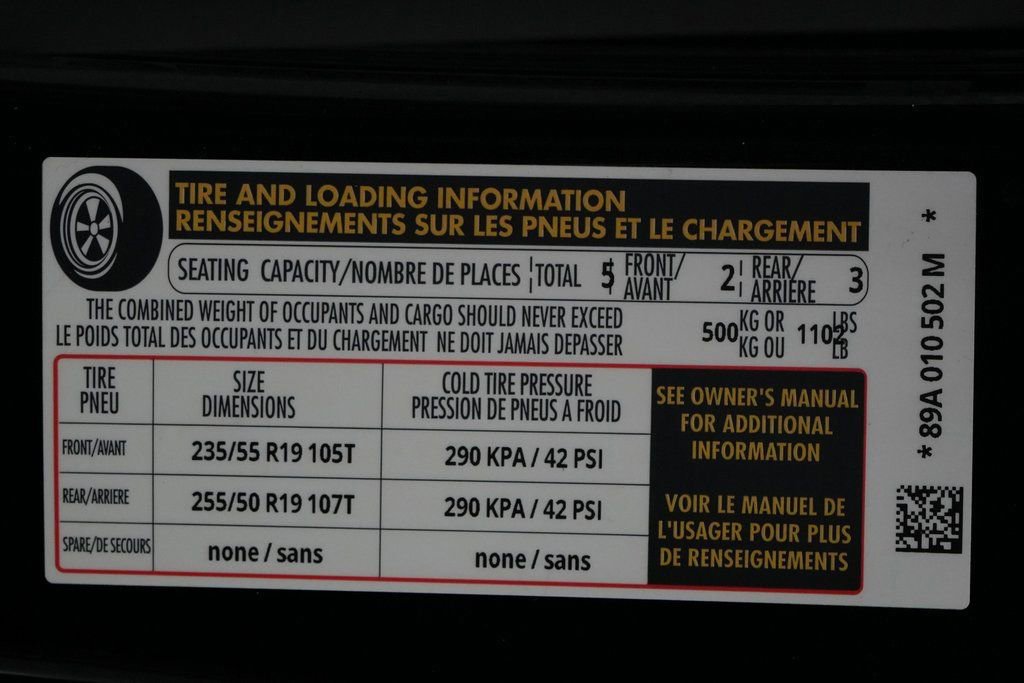 TIRE AND LOADING INFORMATION
RENSEIGNEMENTS SUR LES PNEUS ET LE CHARGEMENT
SEATING CAPACITY/NOMBRE DE PLACES TOTAL 5 FRONT/AVANT 2 REAR/ARRIÈRE 3
THE COMBINED WEIGHT OF OCCUPANTS AND CARGO SHOULD NEVER EXCEED
LE POIDS TOTAL DES OCCUPANTS ET DU CHARGEMENT NE DOIT JAMAIS DEPASSER
500 KG OR 1102 LBS
KG OU LB
TIRE SIZE COLD TIRE PRESSURE
PNEU DIMENSIONS PRESSION DE PNEUS A FROID
FRONT/AVANT 235/55 R19 105T 290 KPA / 42 PSI
REAR/ARRIERE 255/50 R19 107T 290 KPA / 42 PSI
SPARE/DE SECOURS none / sans none / sans
SEE OWNER'S MANUAL
FOR ADDITIONAL
INFORMATION
VOIR LE MANUEL DE
L'USAGER POUR PLUS
DE RENSEIGNEMENTS
* 89A 010 502 M *